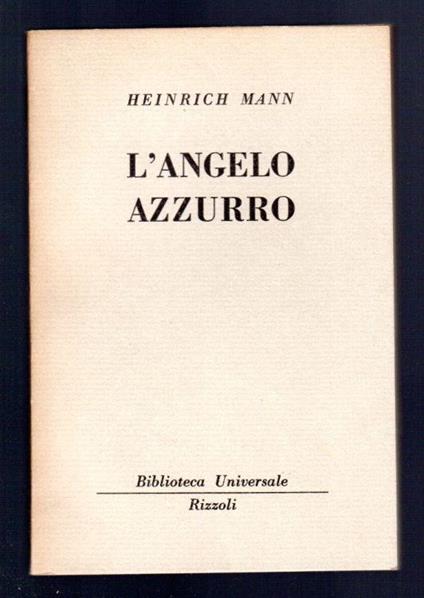 HEINRICH MANN
L'ANGELO
AZZURRO
Biblioteca Universale
Rizzoli